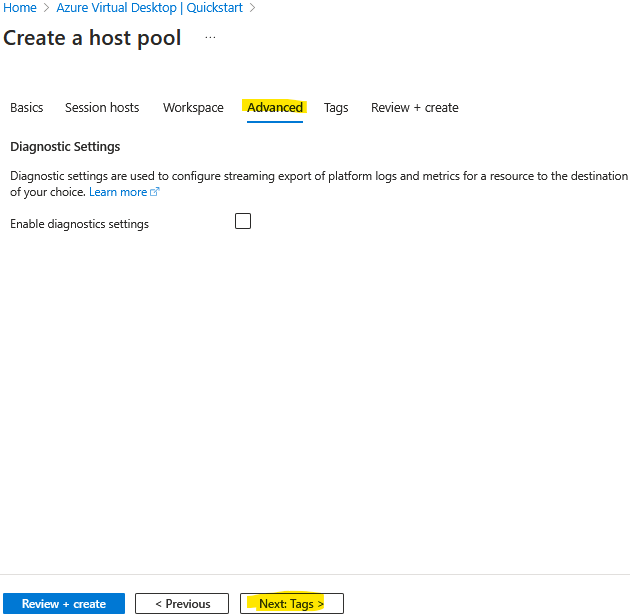 Home > Azure Virtual Desktop | Quickstart >
Create a host pool ...
Basics Session hosts Workspace Advanced Tags Review + create
Diagnostic Settings
Diagnostic settings are used to configure streaming export of platform logs and metrics for a resource to the destination
of your choice. Learn more
Enable diagnostics settings
Review + create < Previous Next: Tags >